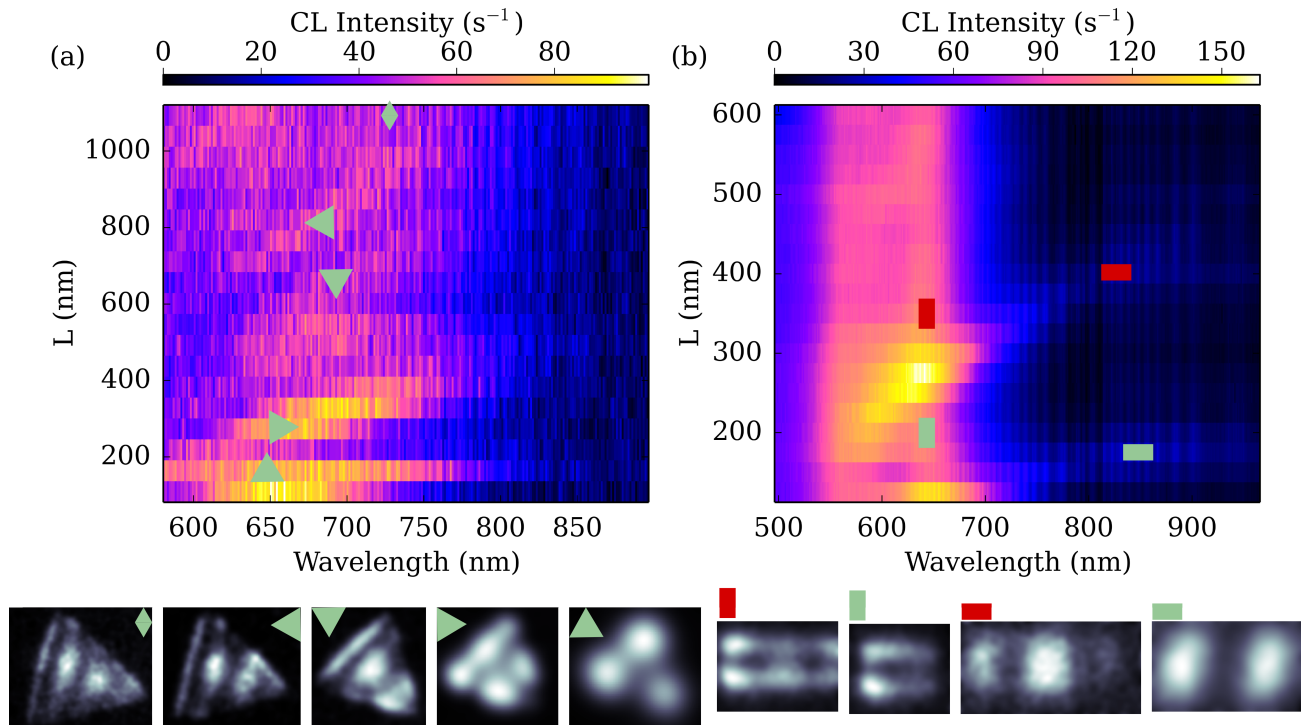 CL Intensity (s⁻¹)
0 20 40 60 80
(a)
1000
800
600
400
200
L (nm)
600 650 700 750 800 850
Wavelength (nm)
CL Intensity (s⁻¹)
0 30 60 90 120 150
(b)
600
500
400
300
200
L (nm)
500 600 700 800 900
Wavelength (nm)